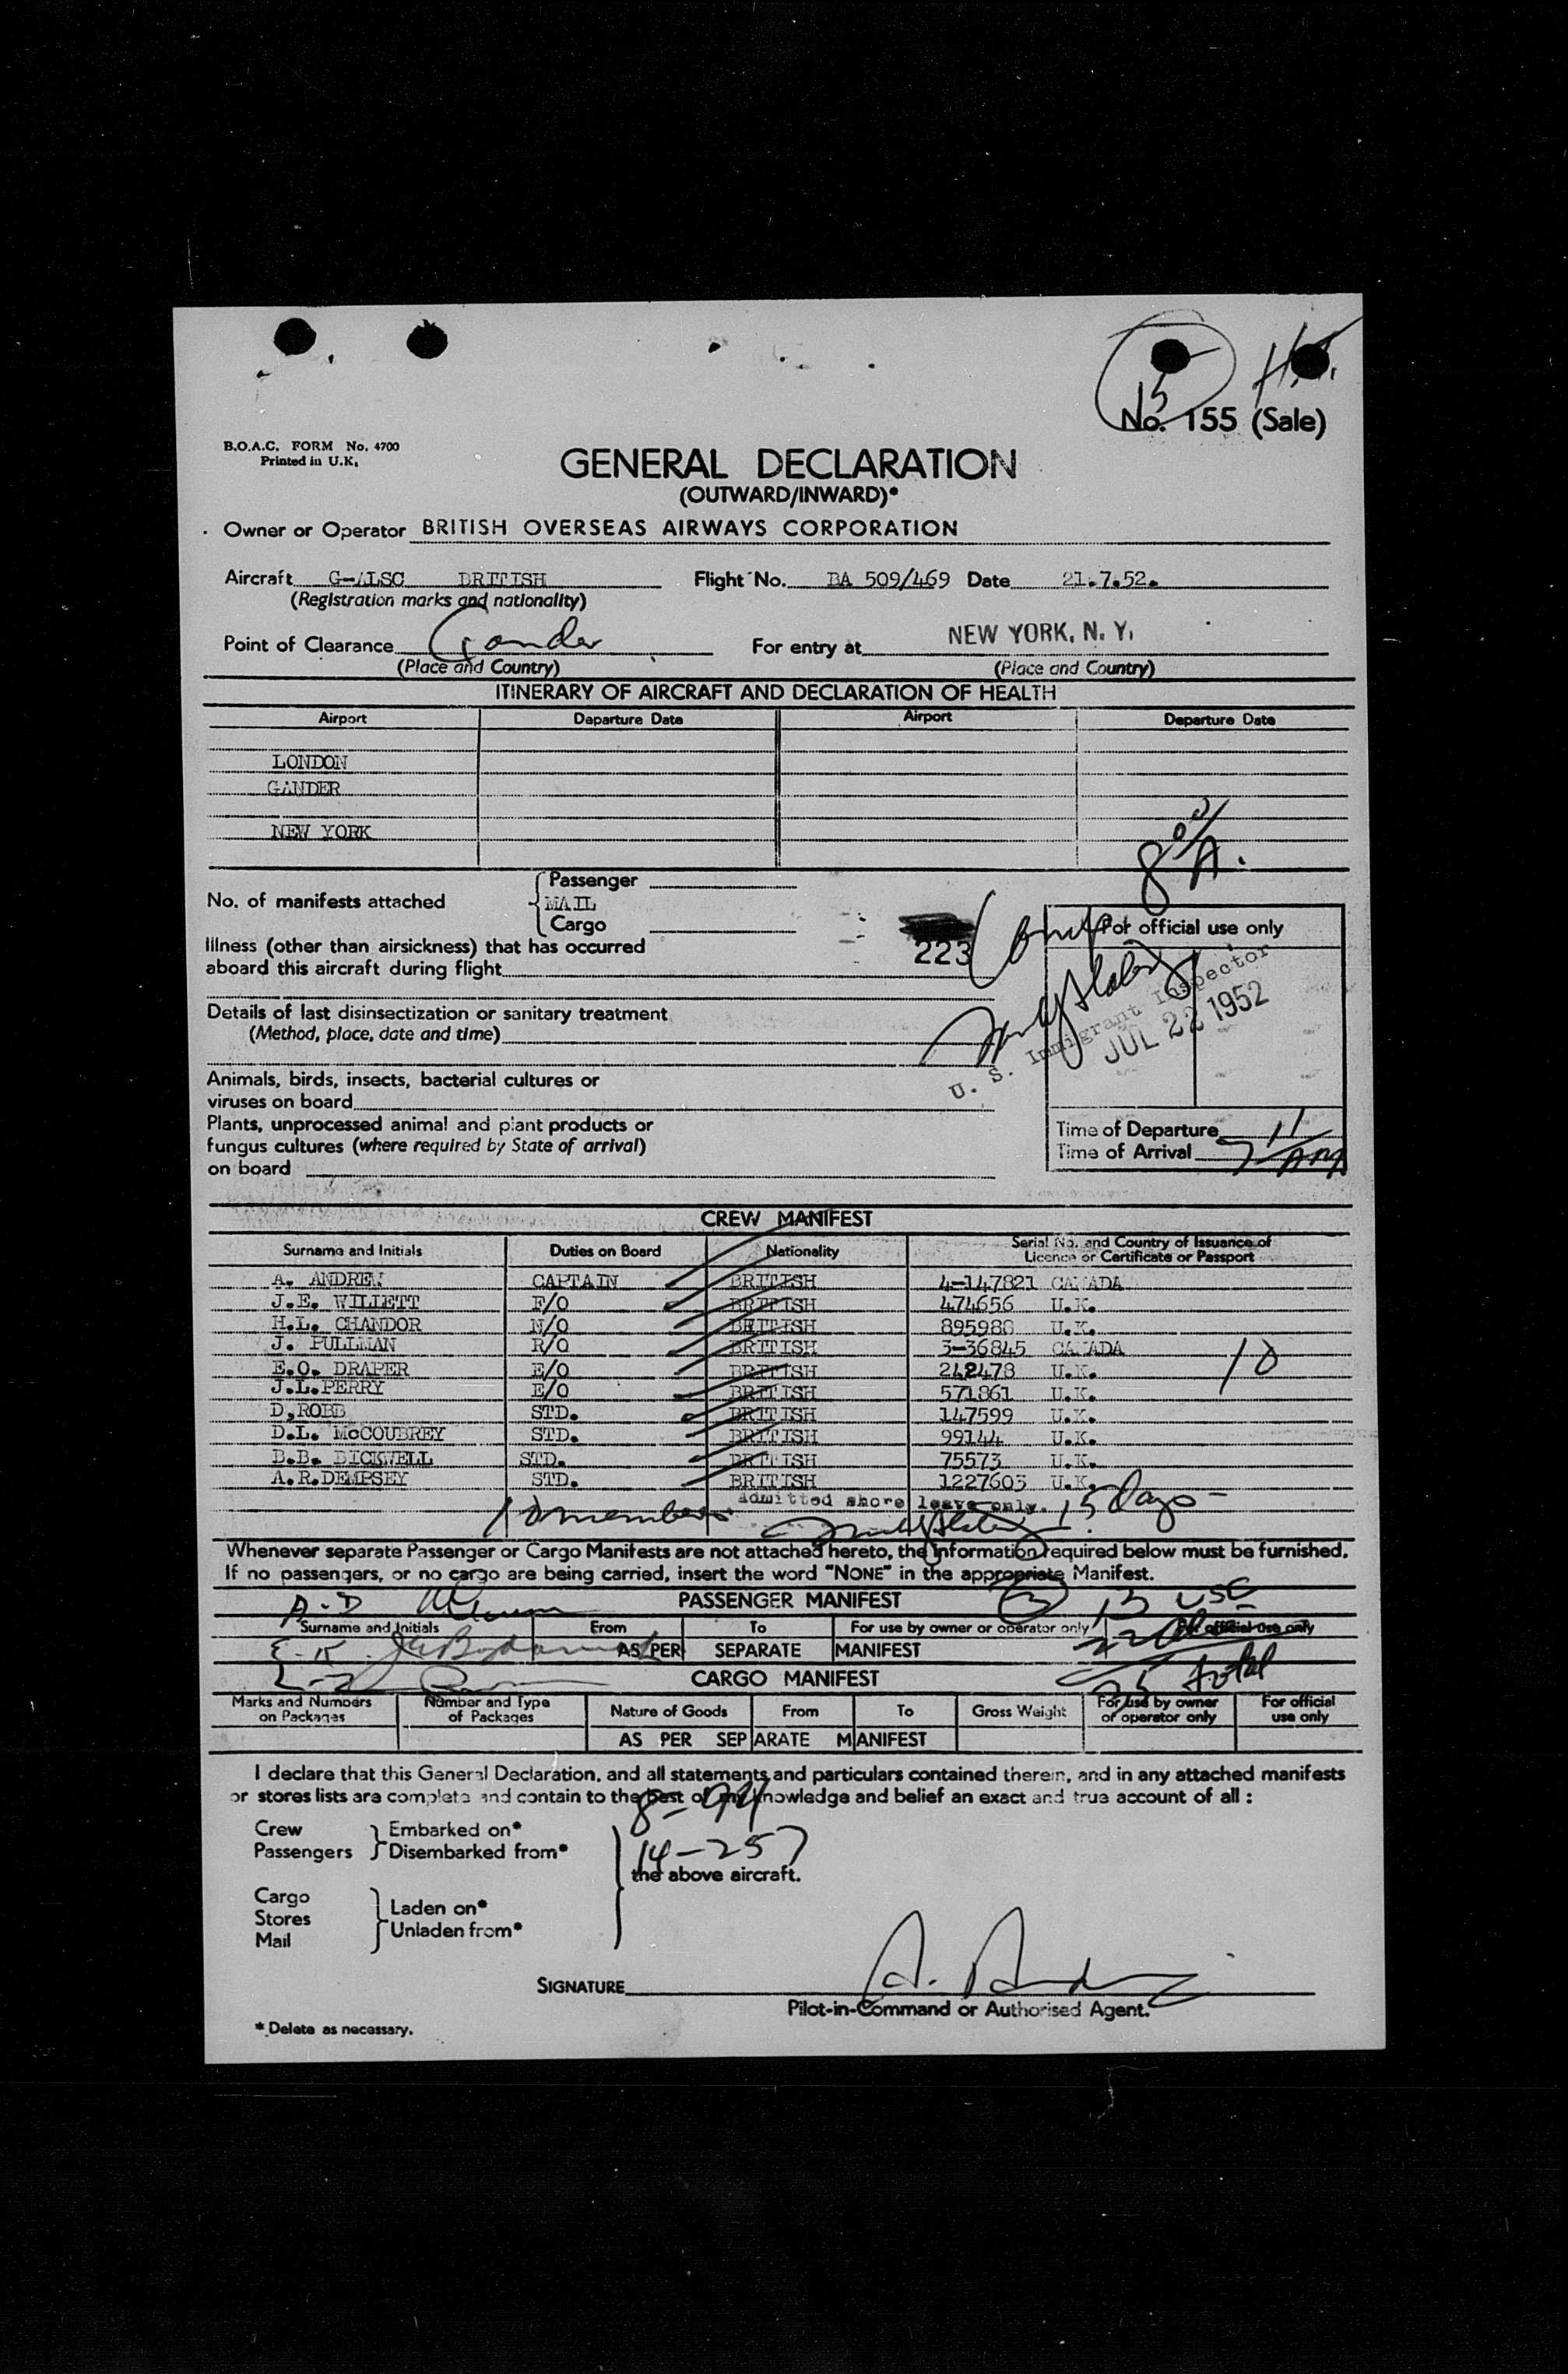 15
No. 155 (Sale)
B.O.A.C. FORM No. 4700
Printed in U.K.
GENERAL DECLARATION
(OUTWARD/INWARD)*
Owner or Operator BRITISH OVERSEAS AIRWAYS CORPORATION
Aircraft G-ALSC BRITISH Flight No. BA 509/469 Date 21.7.52.
(Registration marks and nationality)
Point of Clearance Gander For entry at NEW YORK, N. Y.
(Place and Country) (Place and Country)
ITINERARY OF AIRCRAFT AND DECLARATION OF HEALTH
Airport Departure Date Airport Departure Date
LONDON
GANDER
NEW YORK
8 00/A.
Passenger
No. of manifests attached MAIL
Cargo
Illness (other than airsickness) that has occurred
aboard this aircraft during flight
223
For official use only
Details of last disinsectization or sanitary treatment
(Method, place, date and time)
U. S. Immigrant Inspector
JUL 22 1952
Animals, birds, insects, bacterial cultures or
viruses on board
Plants, unprocessed animal and plant products or
fungus cultures (where required by State of arrival)
on board
Time of Departure
Time of Arrival
CREW MANIFEST
Surname and Initials Duties on Board Nationality Serial No. and Country of Issuance of Licence or Certificate or Passport
A. ANDREW CAPTAIN BRITISH 4-147821 CANADA
J.E. WILLETT F/O BRITISH 474656 U.K.
H.L. CHANDOR N/O BRITISH 895988 U.K.
J. PULLMAN R/O BRITISH 3-36845 CANADA
E.O. DRAPER E/O BRITISH 242478 U.K.
J.L.PERRY E/O BRITISH 571861 U.K.
D.ROBB STD. BRITISH 147599 U.K.
D.L. McCOUBREY STD. BRITISH 99144 U.K.
B.B. BICKWELL STD. BRITISH 75573 U.K.
A.R.DEMPSEY STD. BRITISH 1227603 U.K.
10
10 members Admitted shore leave only. 15 days
Whenever separate Passenger or Cargo Manifests are not attached hereto, the information required below must be furnished.
If no passengers, or no cargo are being carried, insert the word "NONE" in the appropriate Manifest.
PASSENGER MANIFEST
13 USC
Surname and Initials From To For use by owner or operator only For official use only
AS PER SEPARATE MANIFEST
22
CARGO MANIFEST
total
Marks and Numbers on Packages Number and Type of Packages Nature of Goods From To Gross Weight For use by owner or operator only For official use only
AS PER SEPARATE MANIFEST
I declare that this General Declaration, and all statements and particulars contained therein, and in any attached manifests
or stores lists are complete and contain to the best of my knowledge and belief an exact and true account of all :
8-94
Crew Embarked on*
Passengers Disembarked from*
14-257
the above aircraft.
Cargo
Stores Laden on*
Mail Unladen from*
SIGNATURE
Pilot-in-Command or Authorised Agent.
* Delete as necessary.